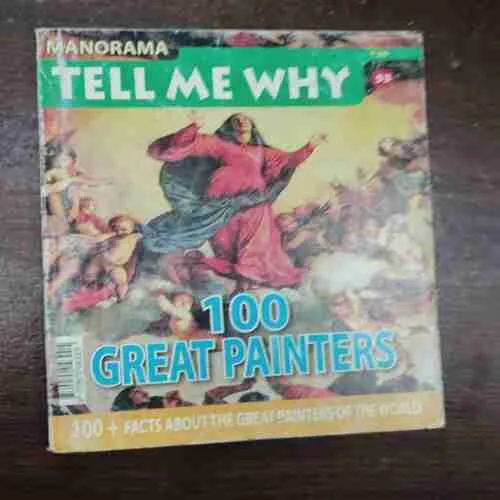 MANORAMA
TELL ME WHY
100
GREAT PAINTERS
100 + FACTS ABOUT THE GREAT PAINTERS OF THE WORLD